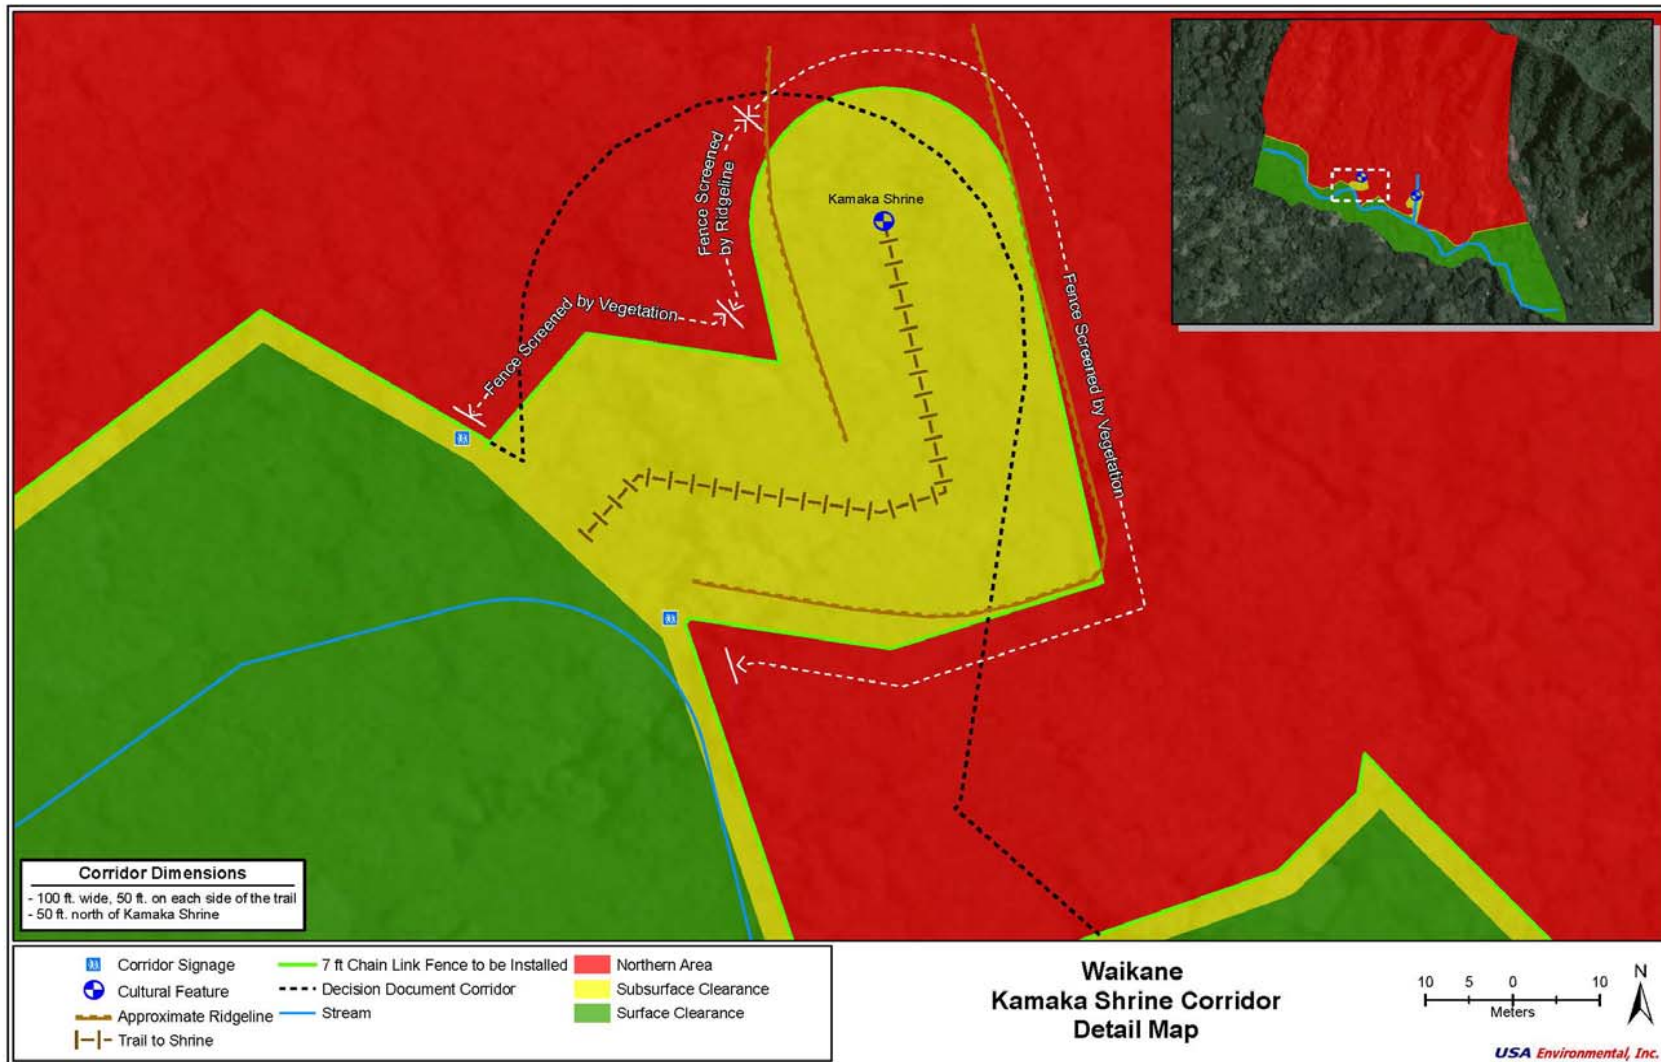 Kamaka Shrine
Fence Screened
by Ridgeline
Fence Screened by Vegetation
Fence Screened by Vegetation
Corridor Dimensions
- 100 ft. wide, 50 ft. on each side of the trail
- 50 ft. north of Kamaka Shrine
Corridor Signage
Cultural Feature
Approximate Ridgeline
Trail to Shrine
7 ft Chain Link Fence to be Installed
Decision Document Corridor
Stream
Northern Area
Subsurface Clearance
Surface Clearance
Waikane
Kamaka Shrine Corridor
Detail Map
10 5 0 10
Meters
N
USA Environmental, Inc.